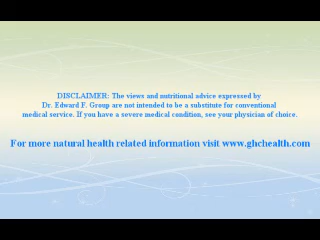 DISCLAIMER: The views and nutritional advice expressed by
Dr. Edward F. Group are not intended to be a substitute for conventional
medical service. If you have a severe medical condition, see your physician of choice.
For more natural health related information visit www.ghchealth.com